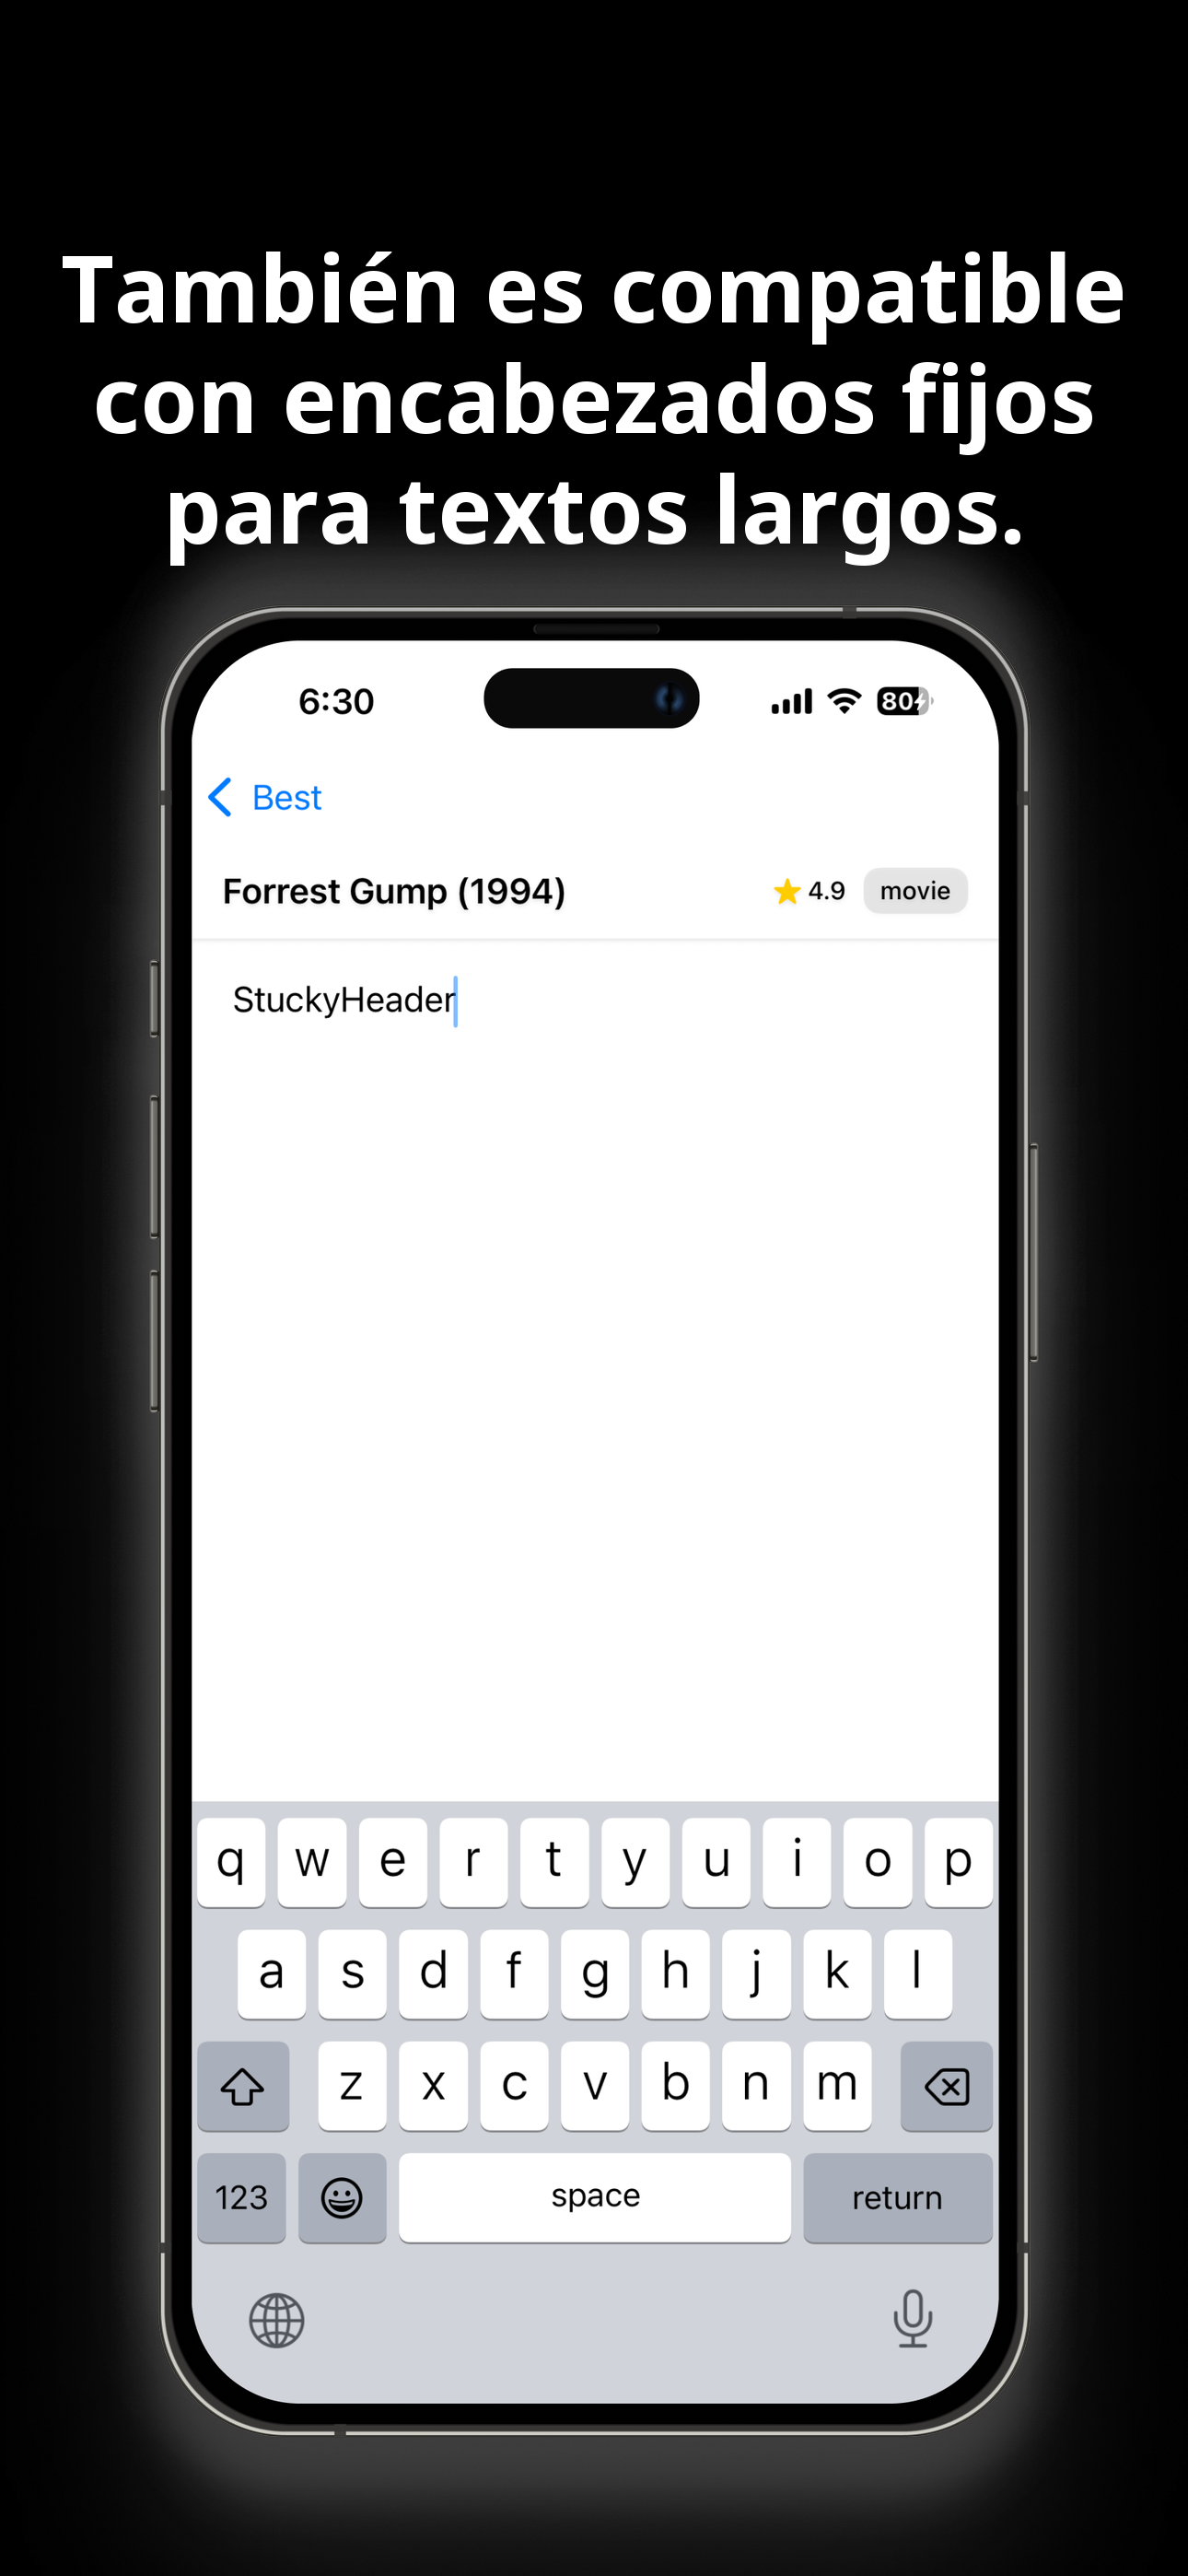 También es compatible
con encabezados fijos
para textos largos.
6:30
80
Best
Forrest Gump (1994) 4.9 movie
StuckyHeader
q w e r t y u i o p
a s d f g h j k l
z x c v b n m
123 space return